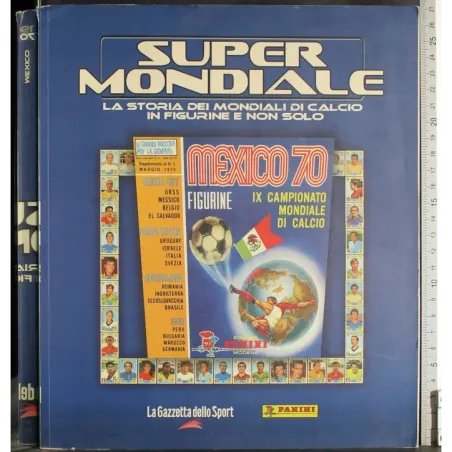 SUPER
MONDIALE
LA STORIA DEI MONDIALI DI CALCIO
IN FIGURINE E NON SOLO
MEXICO 70
FIGURINE
IX CAMPIONATO
MONDIALE
DI CALCIO
MAGGIO 1970
U.R.S.S.
MESSICO
BELGIO
EL SALVADOR
URUGUAY
ISRAELE
ITALIA
SVEZIA
ROMANIA
INGHILTERRA
CECOSLOVACCHIA
BRASILE
PERU
BULGARIA
MAROCCO
GERMANIA
PANINI
MODENA
La Gazzetta dello Sport
PANINI
MEXICO